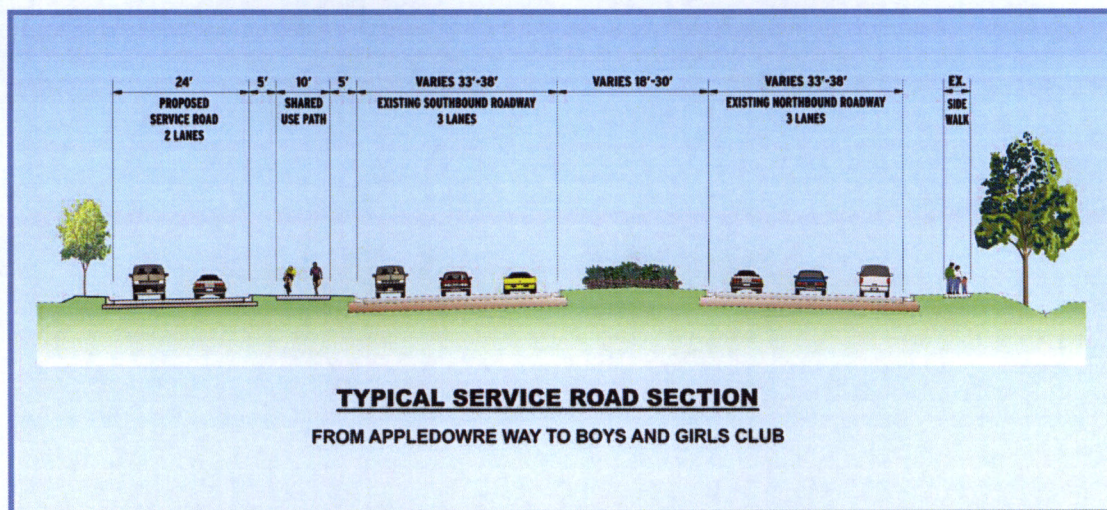 24' 5' 10' 5' VARIES 33'-38' VARIES 18'-30' VARIES 33'-38' EX.
PROPOSED SHARED EXISTING SOUTHBOUND ROADWAY EXISTING NORTHBOUND ROADWAY SIDE
SERVICE ROAD USE PATH 3 LANES 3 LANES WALK
2 LANES
TYPICAL SERVICE ROAD SECTION
FROM APPLEDOWRE WAY TO BOYS AND GIRLS CLUB